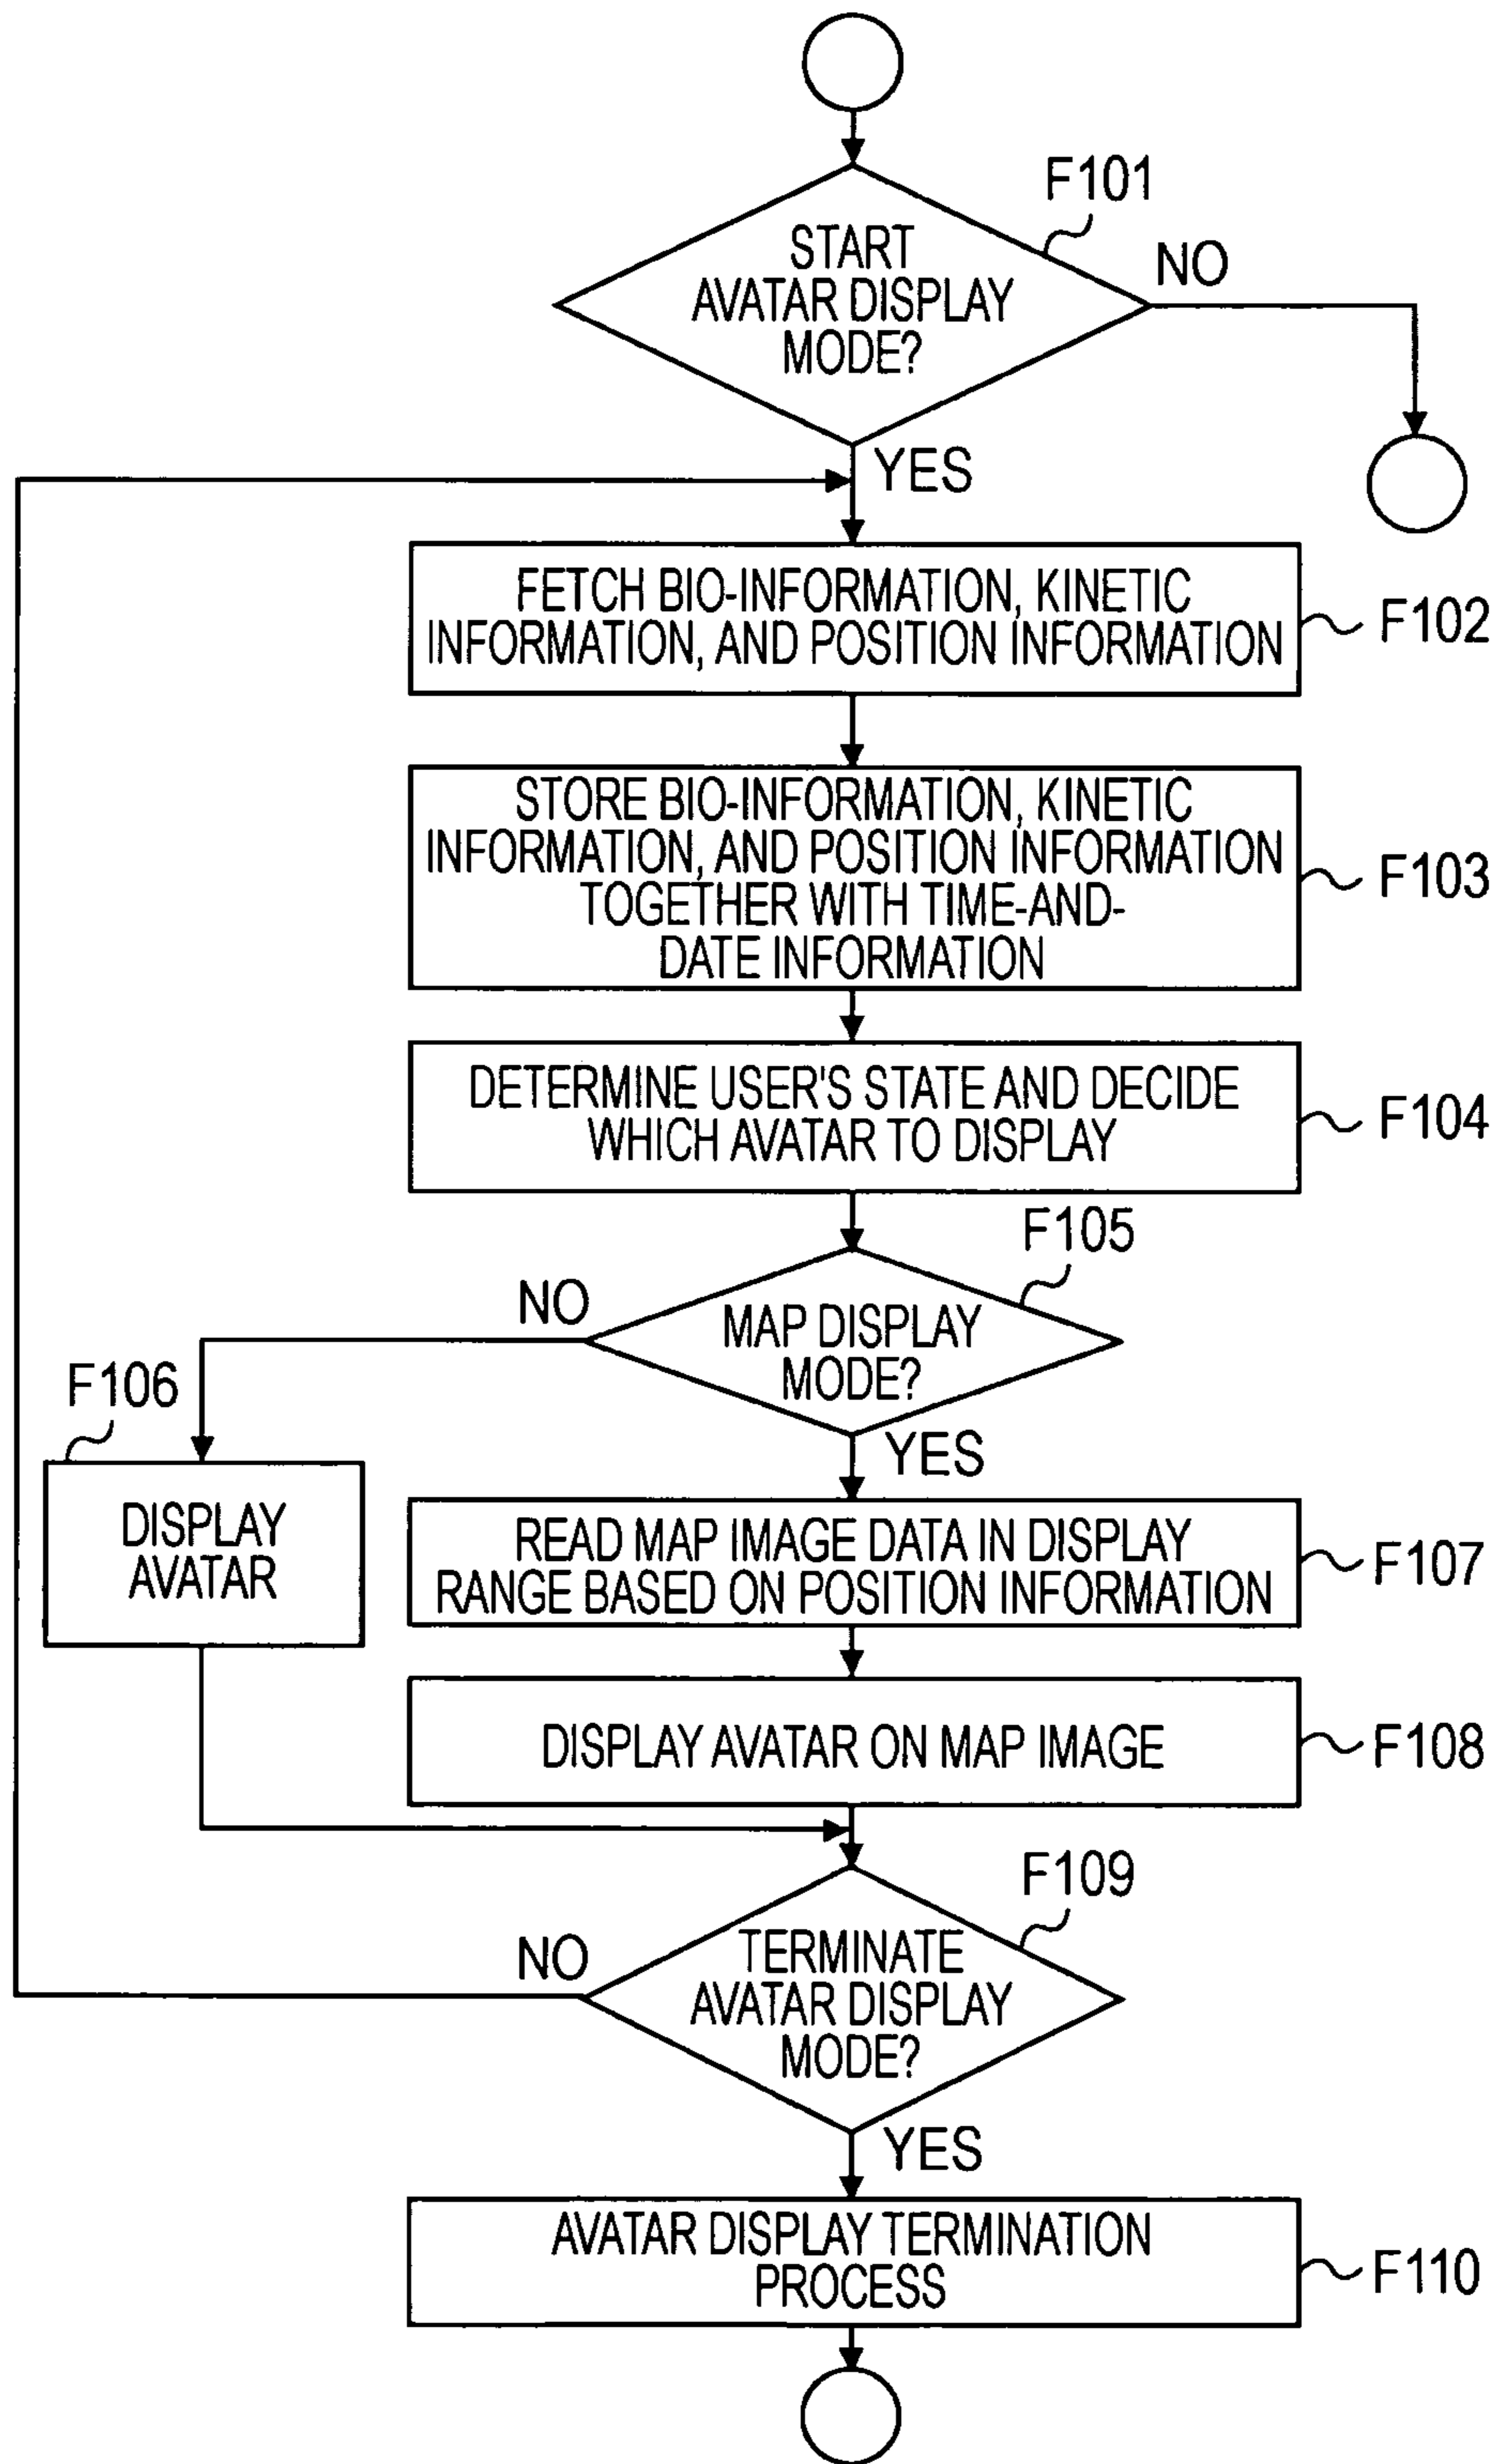 F101
START
AVATAR DISPLAY
MODE?
NO
YES
FETCH BIO-INFORMATION, KINETIC
INFORMATION, AND POSITION INFORMATION
F102
STORE BIO-INFORMATION, KINETIC
INFORMATION, AND POSITION INFORMATION
TOGETHER WITH TIME-AND-
DATE INFORMATION
F103
DETERMINE USER'S STATE AND DECIDE
WHICH AVATAR TO DISPLAY
F104
F105
NO
MAP DISPLAY
MODE?
YES
F106
DISPLAY
AVATAR
READ MAP IMAGE DATA IN DISPLAY
RANGE BASED ON POSITION INFORMATION
F107
DISPLAY AVATAR ON MAP IMAGE
F108
F109
NO
TERMINATE
AVATAR DISPLAY
MODE?
YES
AVATAR DISPLAY TERMINATION
PROCESS
F110